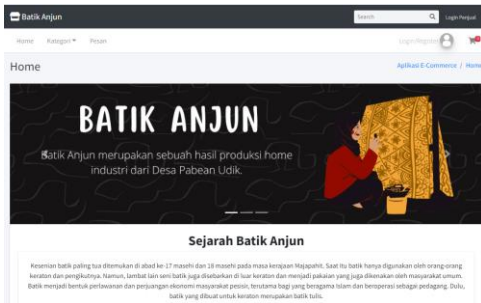 Batik Anjun
Search
Login Penjual
Home Kategori Pesan
Login/Register
Home
Aplikasi E-Commerce / Home
BATIK ANJUN
Batik Anjun merupakan sebuah hasil produksi home
industri dari Desa Pabean Udik.
Sejarah Batik Anjun
Kesenian batik paling tua ditemukan di abad ke-17 masehi dan 18 masehi pada masa kerajaan Majapahit. Saat itu batik hanya digunakan oleh orang-orang
keraton dan pengikutnya. Namun, lambat lain seni batik juga disebarkan di luar keraton dan menjadi pakaian yang juga dikenakan oleh masyarakat umum.
Batik menjadi bentuk perlawanan dan perjuangan ekonomi masyarakat pesisir, terutama bagi yang beragama Islam dan beroperasi sebagai pedagang. Dulu,
batik yang dibuat untuk keraton merupakan batik tulis.